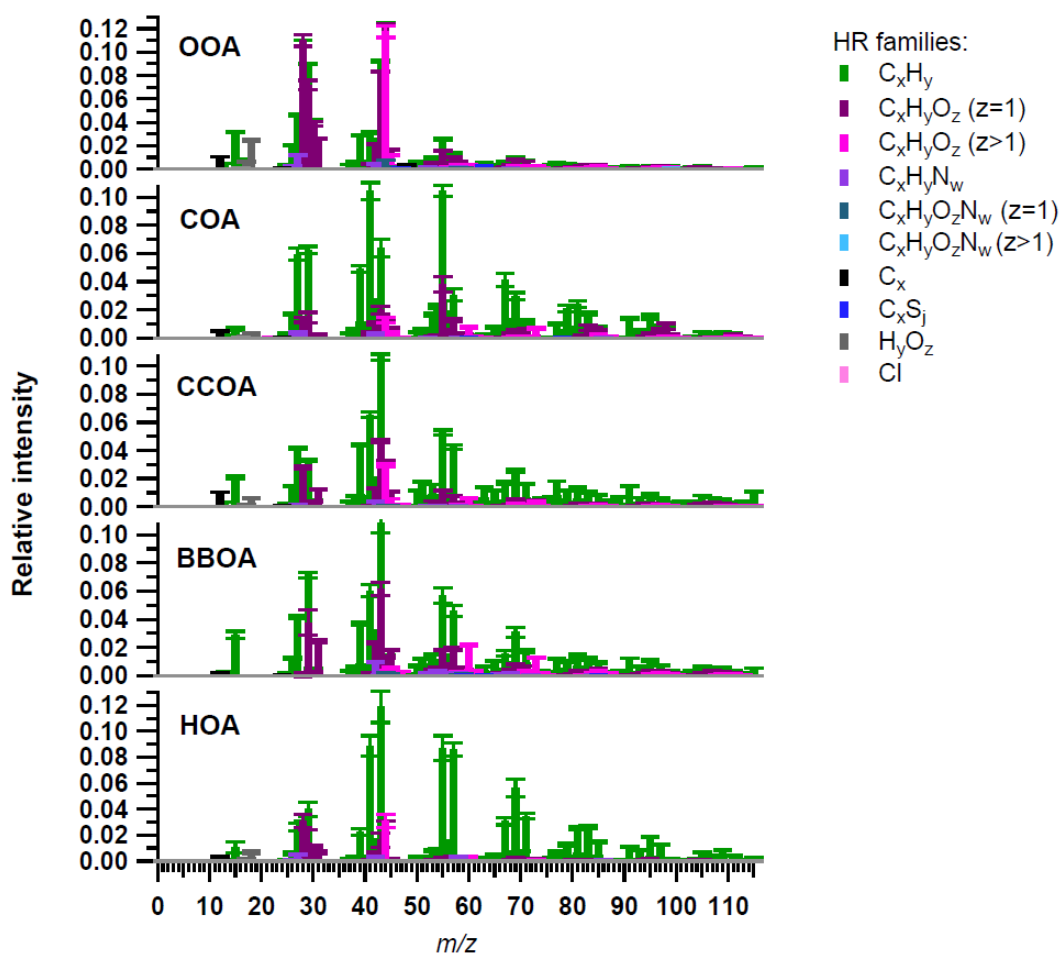 OOA
0.12
0.10
0.08
0.06
0.04
0.02
0.00
COA
0.10
0.08
0.06
0.04
0.02
0.00
CCOA
0.10
0.08
0.06
0.04
0.02
0.00
BBOA
0.10
0.08
0.06
0.04
0.02
0.00
HOA
0.12
0.10
0.08
0.06
0.04
0.02
0.00
0 10 20 30 40 50 60 70 80 90 100 110
m/z
Relative intensity
HR families:
CxHy
CxHyOz (z=1)
CxHyOz (z>1)
CxHyNw
CxHyOzNw (z=1)
CxHyOzNw (z>1)
Cx
CxSj
HyOz
Cl